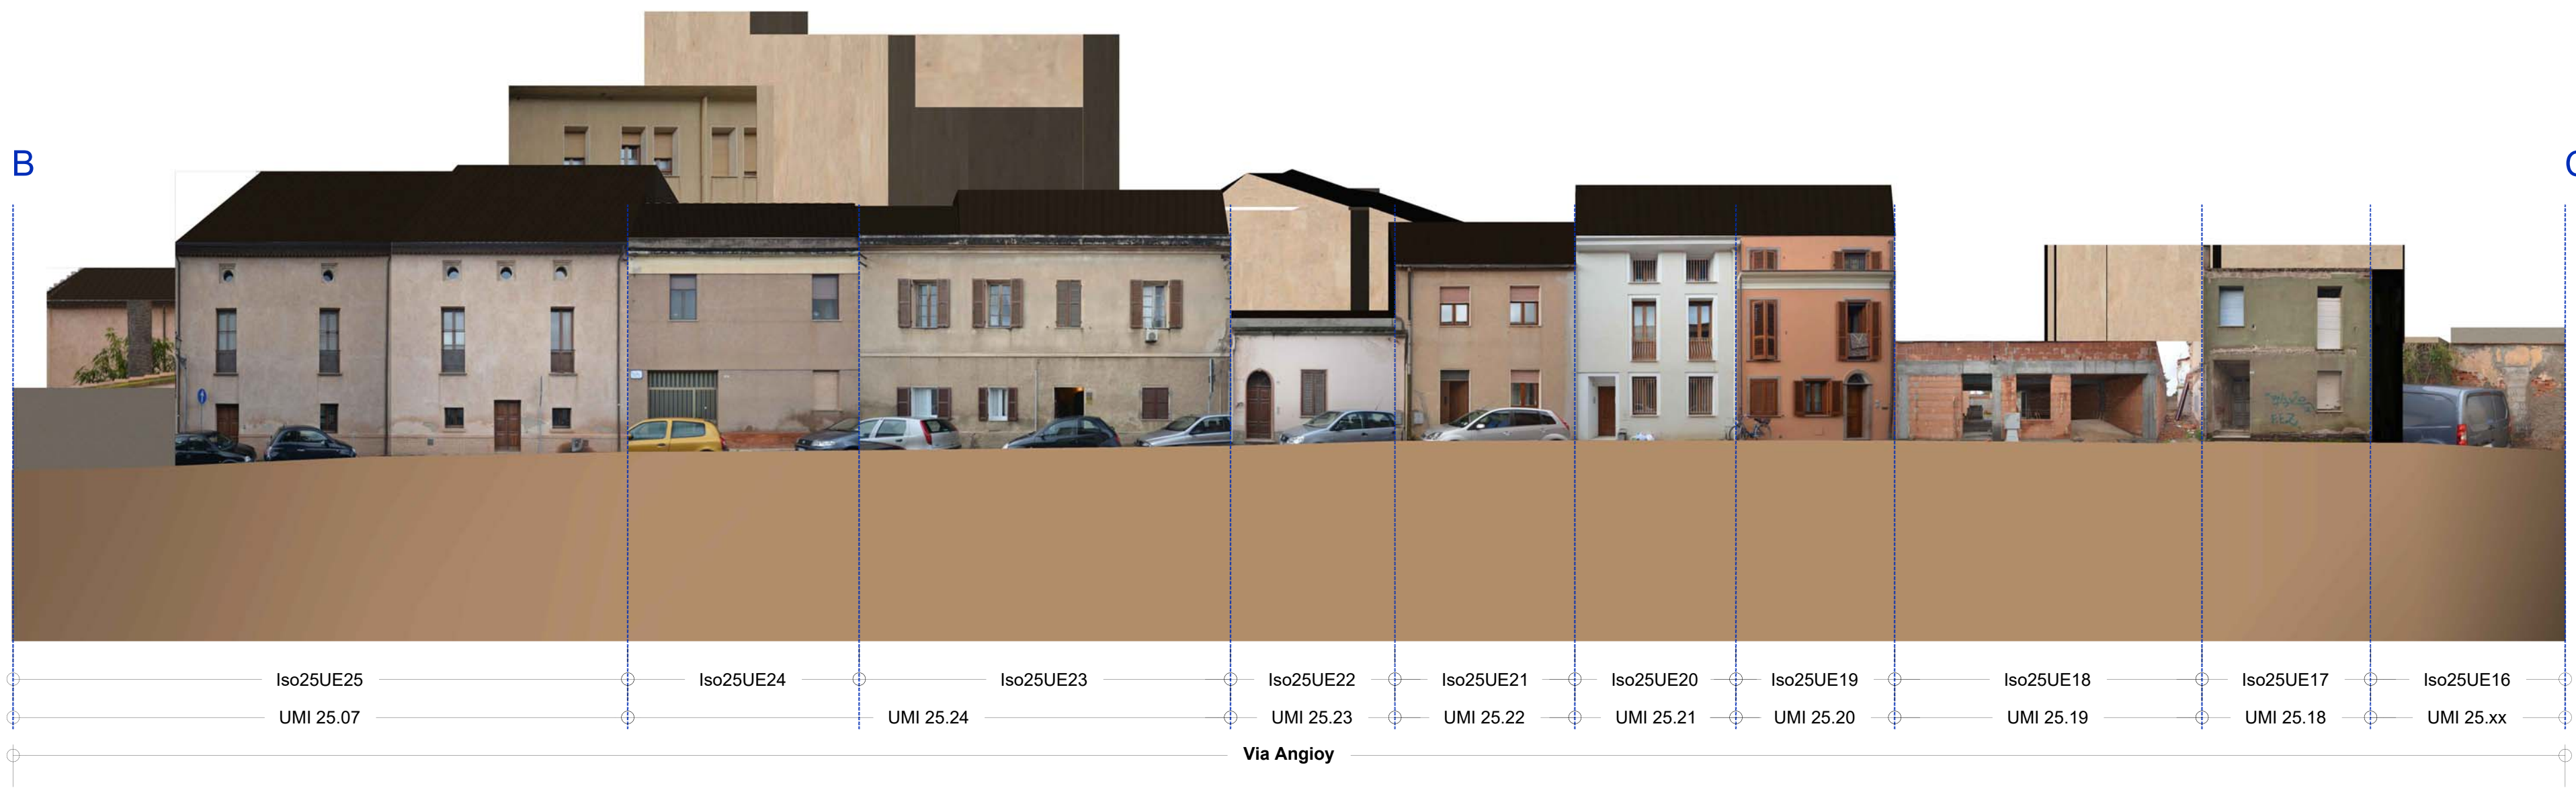 B
Iso25UE25 Iso25UE24 Iso25UE23 Iso25UE22 Iso25UE21 Iso25UE20 Iso25UE19 Iso25UE18 Iso25UE17 Iso25UE16
UMI 25.07 UMI 25.24 UMI 25.23 UMI 25.22 UMI 25.21 UMI 25.20 UMI 25.19 UMI 25.18 UMI 25.xx
Via Angioy